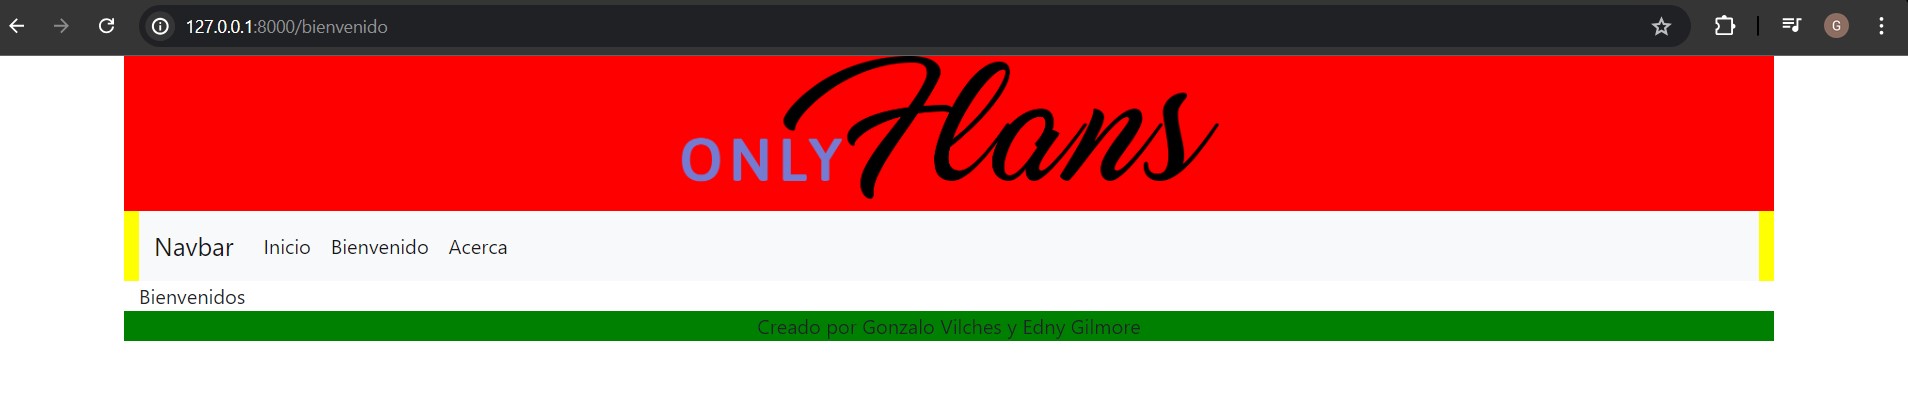 127.0.0.1:8000/bienvenido
G
ONLY Flans
Navbar Inicio Bienvenido Acerca
Bienvenidos
Creado por Gonzalo Vilches y Edny Gilmore